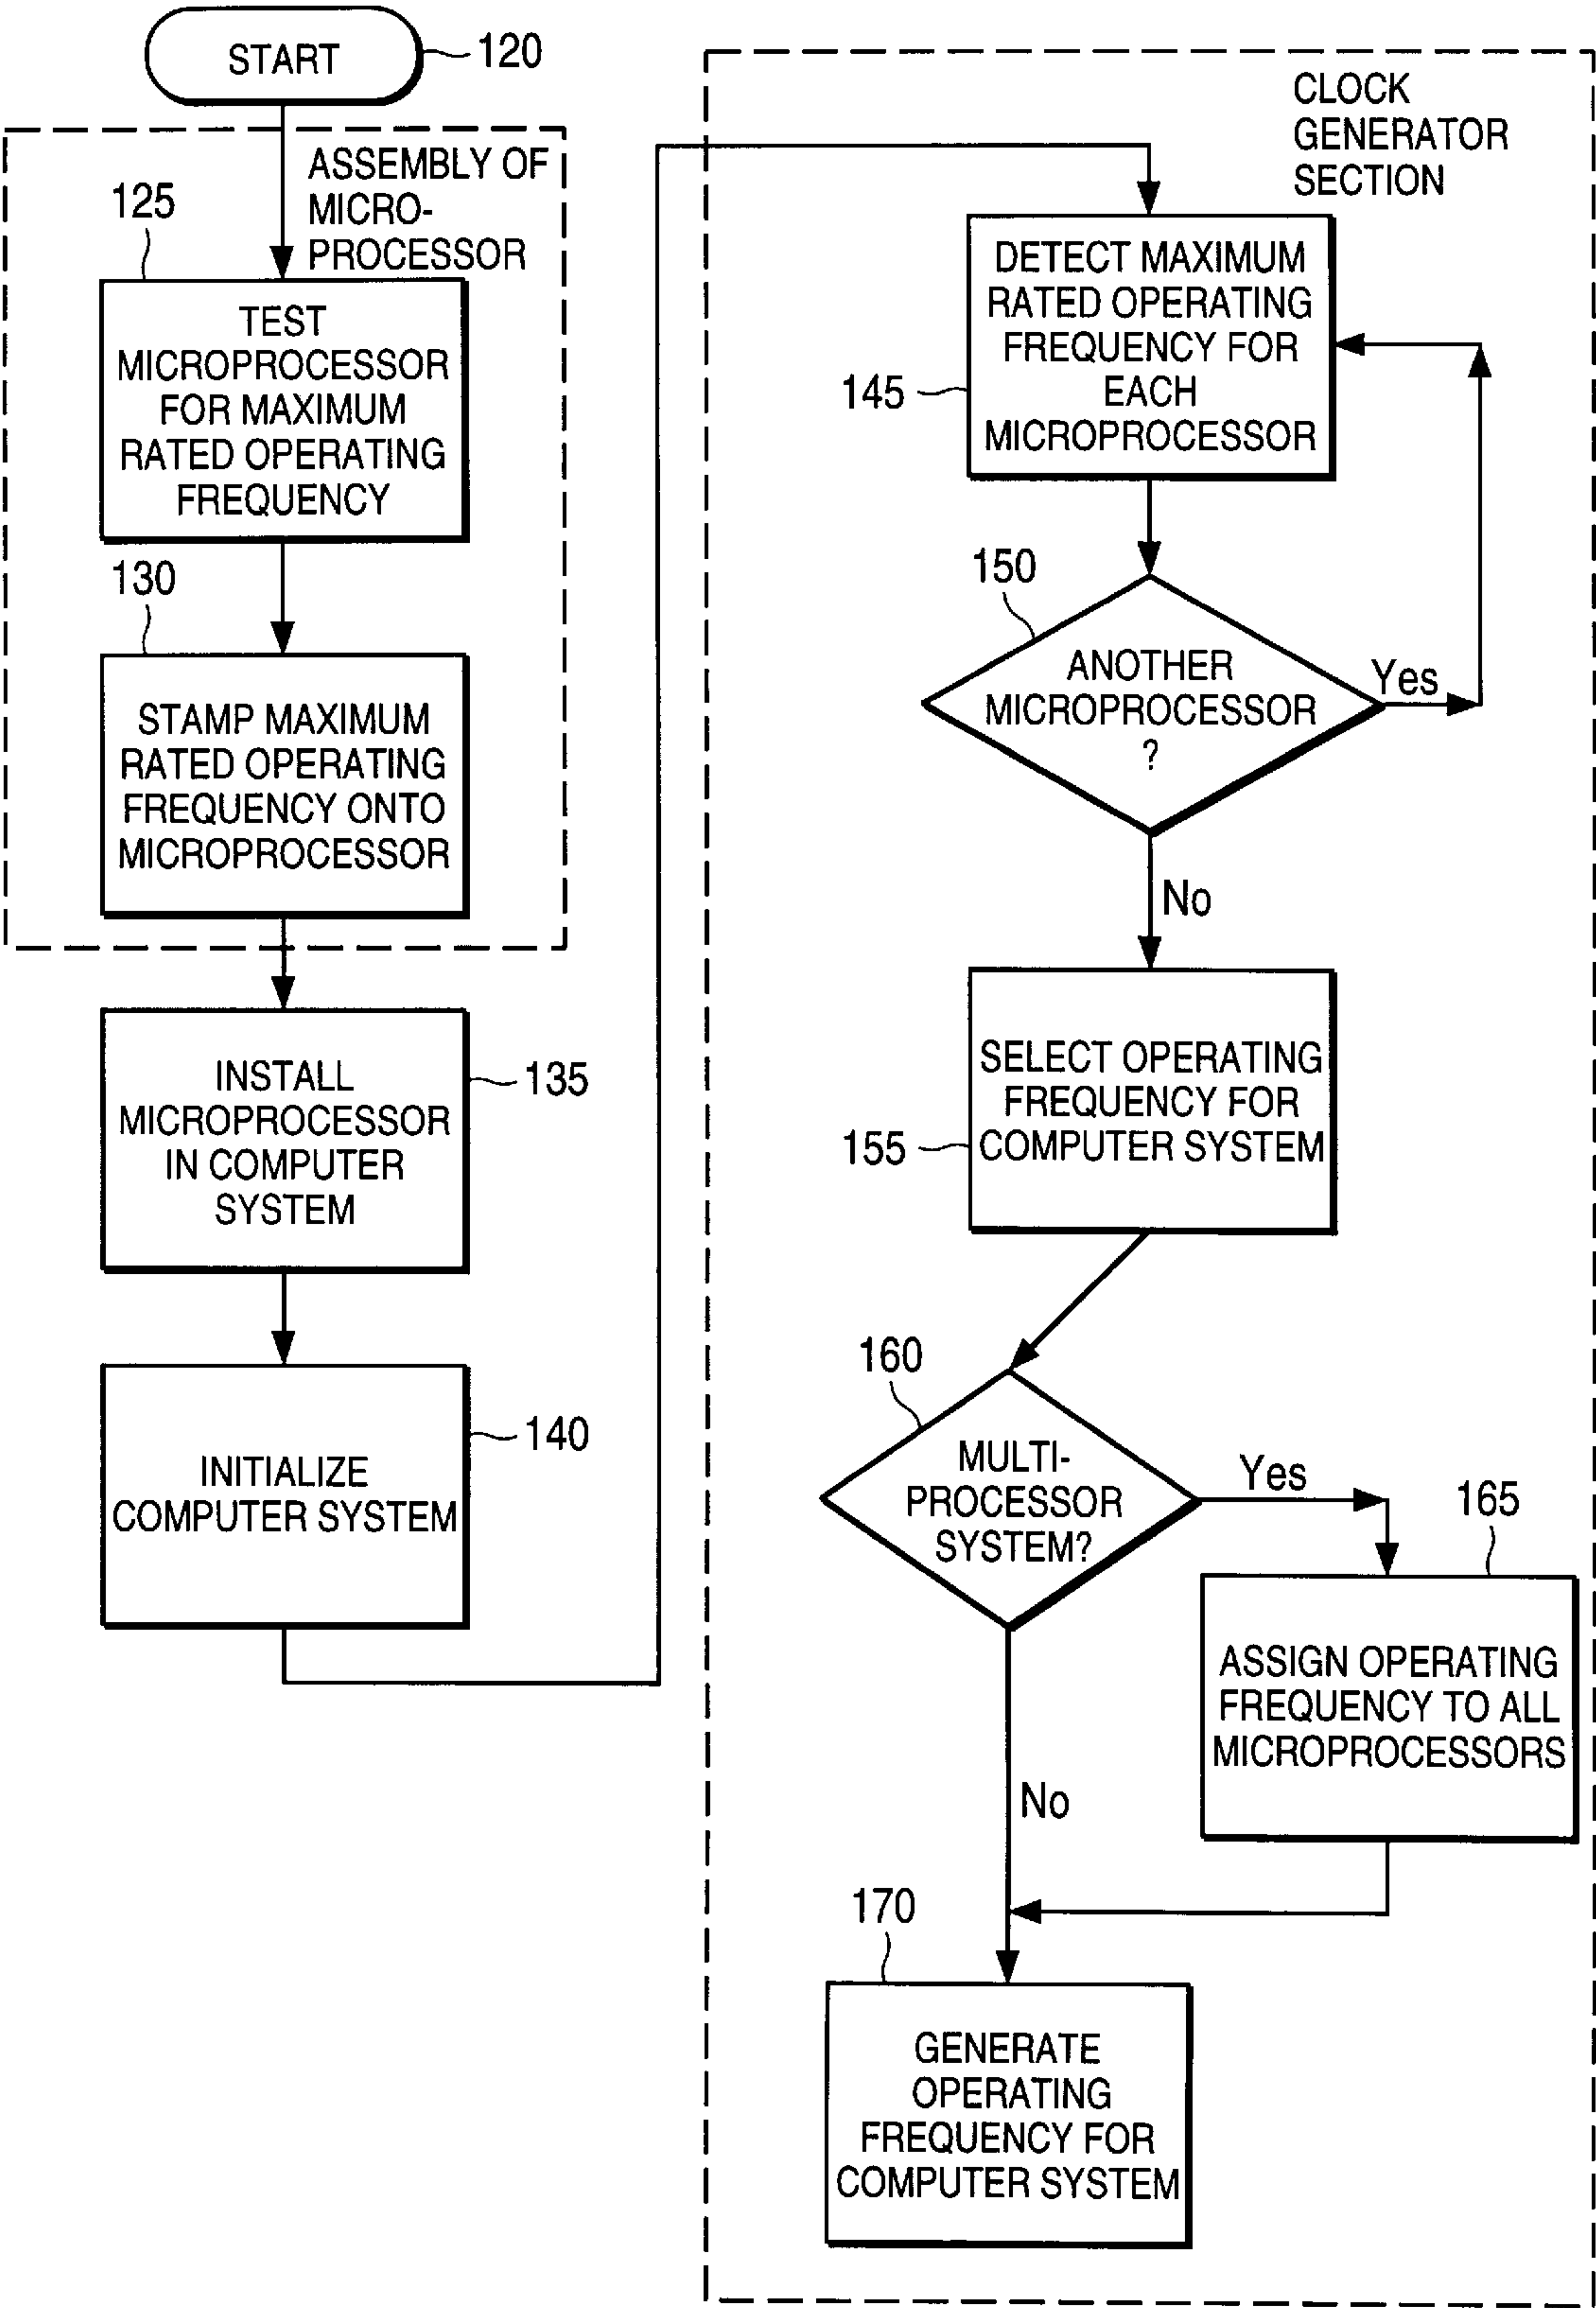 START
120
ASSEMBLY OF
MICRO-
PROCESSOR
125
TEST
MICROPROCESSOR
FOR MAXIMUM
RATED OPERATING
FREQUENCY
130
STAMP MAXIMUM
RATED OPERATING
FREQUENCY ONTO
MICROPROCESSOR
INSTALL
MICROPROCESSOR
IN COMPUTER
SYSTEM
135
INITIALIZE
COMPUTER SYSTEM
140
CLOCK
GENERATOR
SECTION
DETECT MAXIMUM
RATED OPERATING
FREQUENCY FOR
EACH
MICROPROCESSOR
145
150
ANOTHER
MICROPROCESSOR
?
Yes
No
SELECT OPERATING
FREQUENCY FOR
COMPUTER SYSTEM
155
160
MULTI-
PROCESSOR
SYSTEM?
Yes
165
ASSIGN OPERATING
FREQUENCY TO ALL
MICROPROCESSORS
No
170
GENERATE
OPERATING
FREQUENCY FOR
COMPUTER SYSTEM